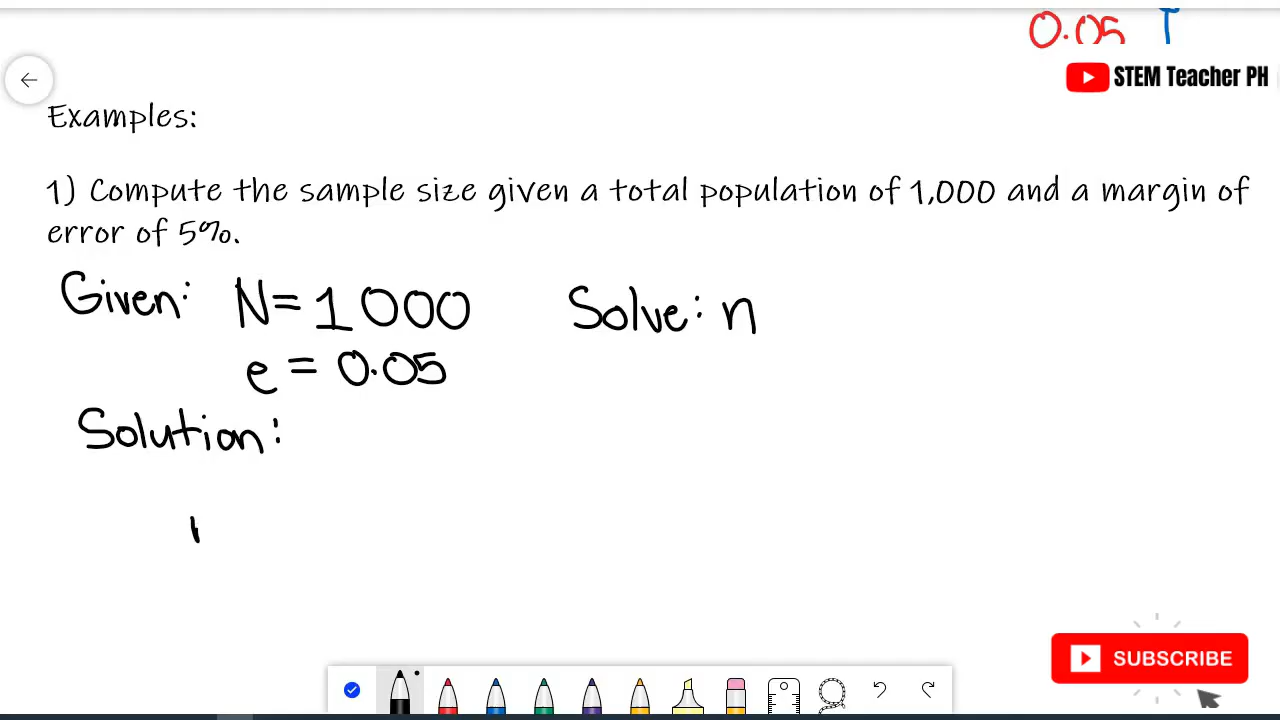 0.05
STEM Teacher PH
Examples:
1) Compute the sample size given a total population of 1,000 and a margin of
error of 5%.
Given: N = 1 000 Solve: n
e = 0.05
Solution:
SUBSCRIBE